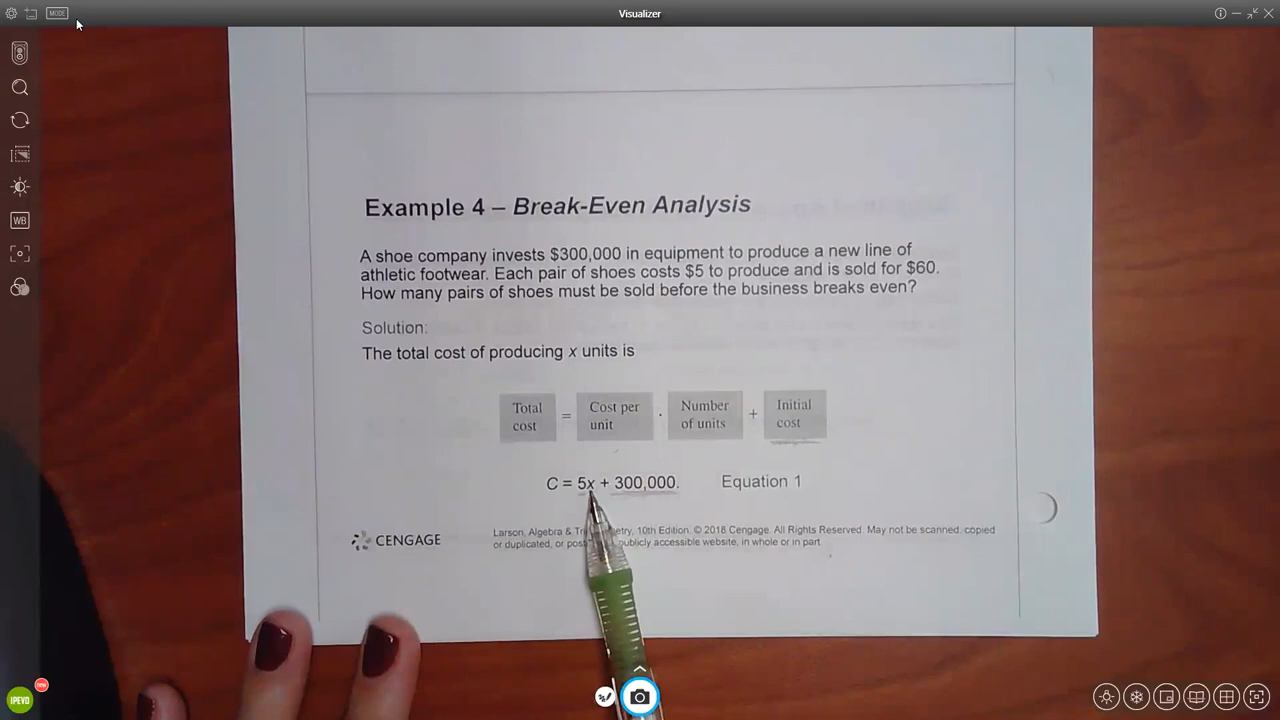 MODE
Visualizer
WB
Example 4 – Break-Even Analysis
A shoe company invests $300,000 in equipment to produce a new line of
athletic footwear. Each pair of shoes costs $5 to produce and is sold for $60.
How many pairs of shoes must be sold before the business breaks even?
Solution:
The total cost of producing x units is
Total cost = Cost per unit · Number of units + Initial cost
C = 5x + 300,000. Equation 1
CENGAGE
Larson, Algebra & 10th Edition. © 2018 Cengage. All Rights Reserved. May not be scanned, copied
or duplicated, or publicly accessible website, in whole or in part
IPEVO
new